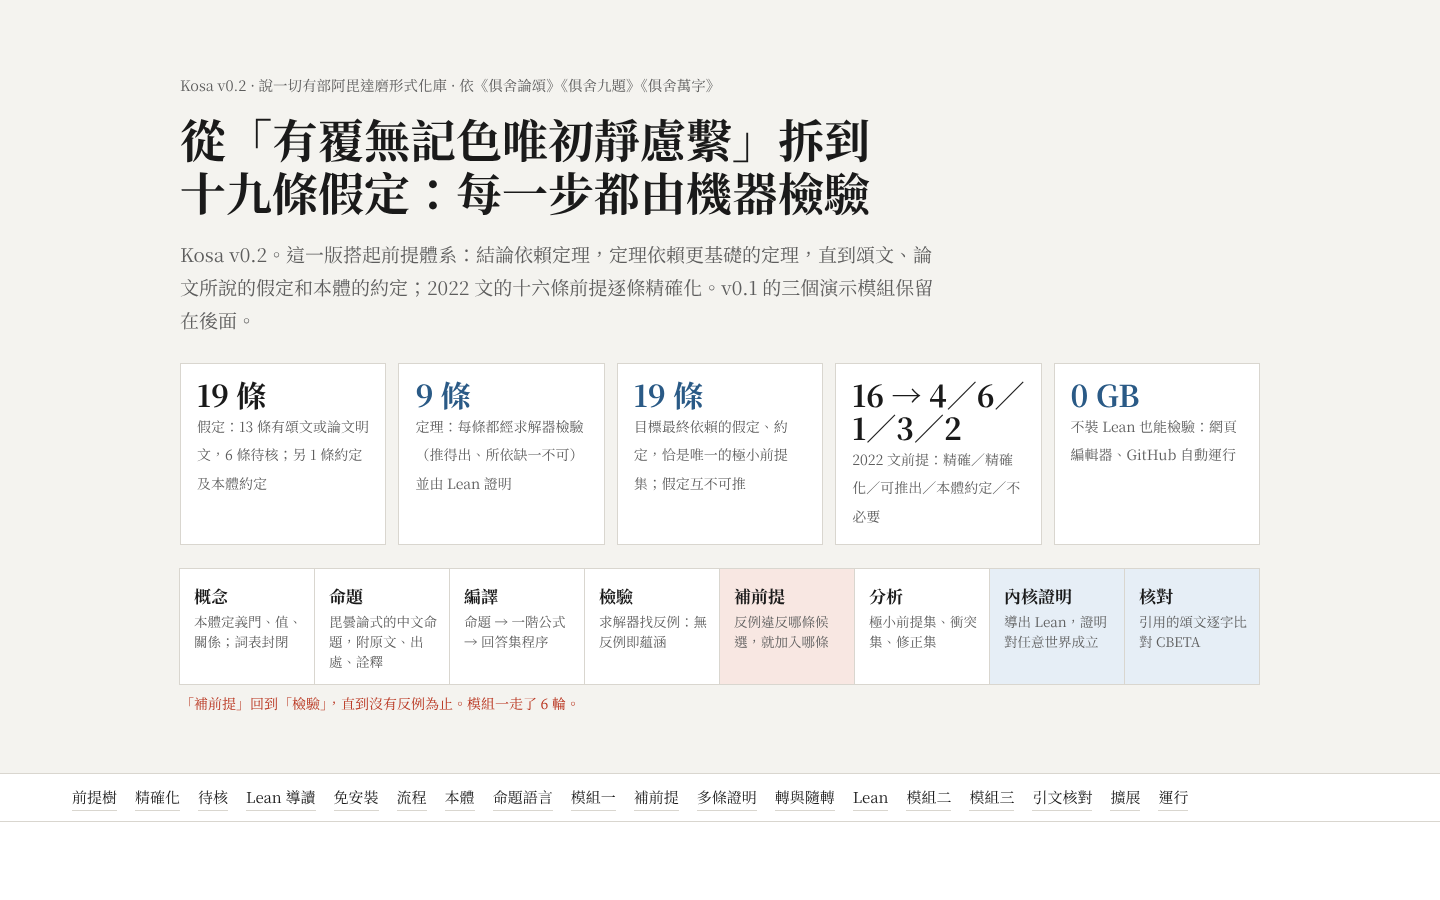 Kosa v0.2 · 說一切有部阿毘達磨形式化庫 · 依《俱舍論頌》《俱舍九題》《俱舍萬字》
從「有覆無記色唯初靜慮繫」拆到
十九條假定：每一步都由機器檢驗
Kosa v0.2。這一版搭起前提體系：結論依賴定理，定理依賴更基礎的定理，直到頌文、論
文所說的假定和本體的約定；2022 文的十六條前提逐條精確化。v0.1 的三個演示模組保留
在後面。
19 條
假定：13 條有頌文或論文明
文，6 條待核；另 1 條約定
及本體約定
9 條
定理：每條都經求解器檢驗
（推得出、所依缺一不可）
並由 Lean 證明
19 條
目標最終依賴的假定、約
定，恰是唯一的極小前提
集；假定互不可推
16 → 4／6／
1／3／2
2022 文前提：精確／精確
化／可推出／本體約定／不
必要
0 GB
不裝 Lean 也能檢驗：網頁
編輯器、GitHub 自動運行
概念
本體定義門、值、
關係；詞表封閉
命題
毘曇論式的中文命
題，附原文、出
處、詮釋
編譯
命題 → 一階公式
→ 回答集程序
檢驗
求解器找反例：無
反例即蘊涵
補前提
反例違反哪條候
選，就加入哪條
分析
極小前提集、衝突
集、修正集
內核證明
導出 Lean，證明
對任意世界成立
核對
引用的頌文逐字比
對 CBETA
「補前提」回到「檢驗」，直到沒有反例為止。模組一走了 6 輪。
前提樹 精確化 待核 Lean 導讀 免安裝 流程 本體 命題語言 模組一 補前提 多條證明 轉與隨轉 Lean 模組二 模組三 引文核對 擴展 運行